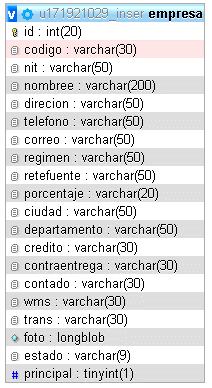 v u171921029_inser empresa
id : int(20)
codigo : varchar(30)
nit : varchar(50)
nombree : varchar(200)
direcion : varchar(50)
telefono : varchar(50)
correo : varchar(50)
regimen : varchar(50)
retefuente : varchar(50)
porcentaje : varchar(20)
ciudad : varchar(50)
departamento : varchar(50)
credito : varchar(30)
contraentrega : varchar(30)
contado : varchar(30)
wms : varchar(30)
trans : varchar(30)
foto : longblob
estado : varchar(9)
# principal : tinyint(1)